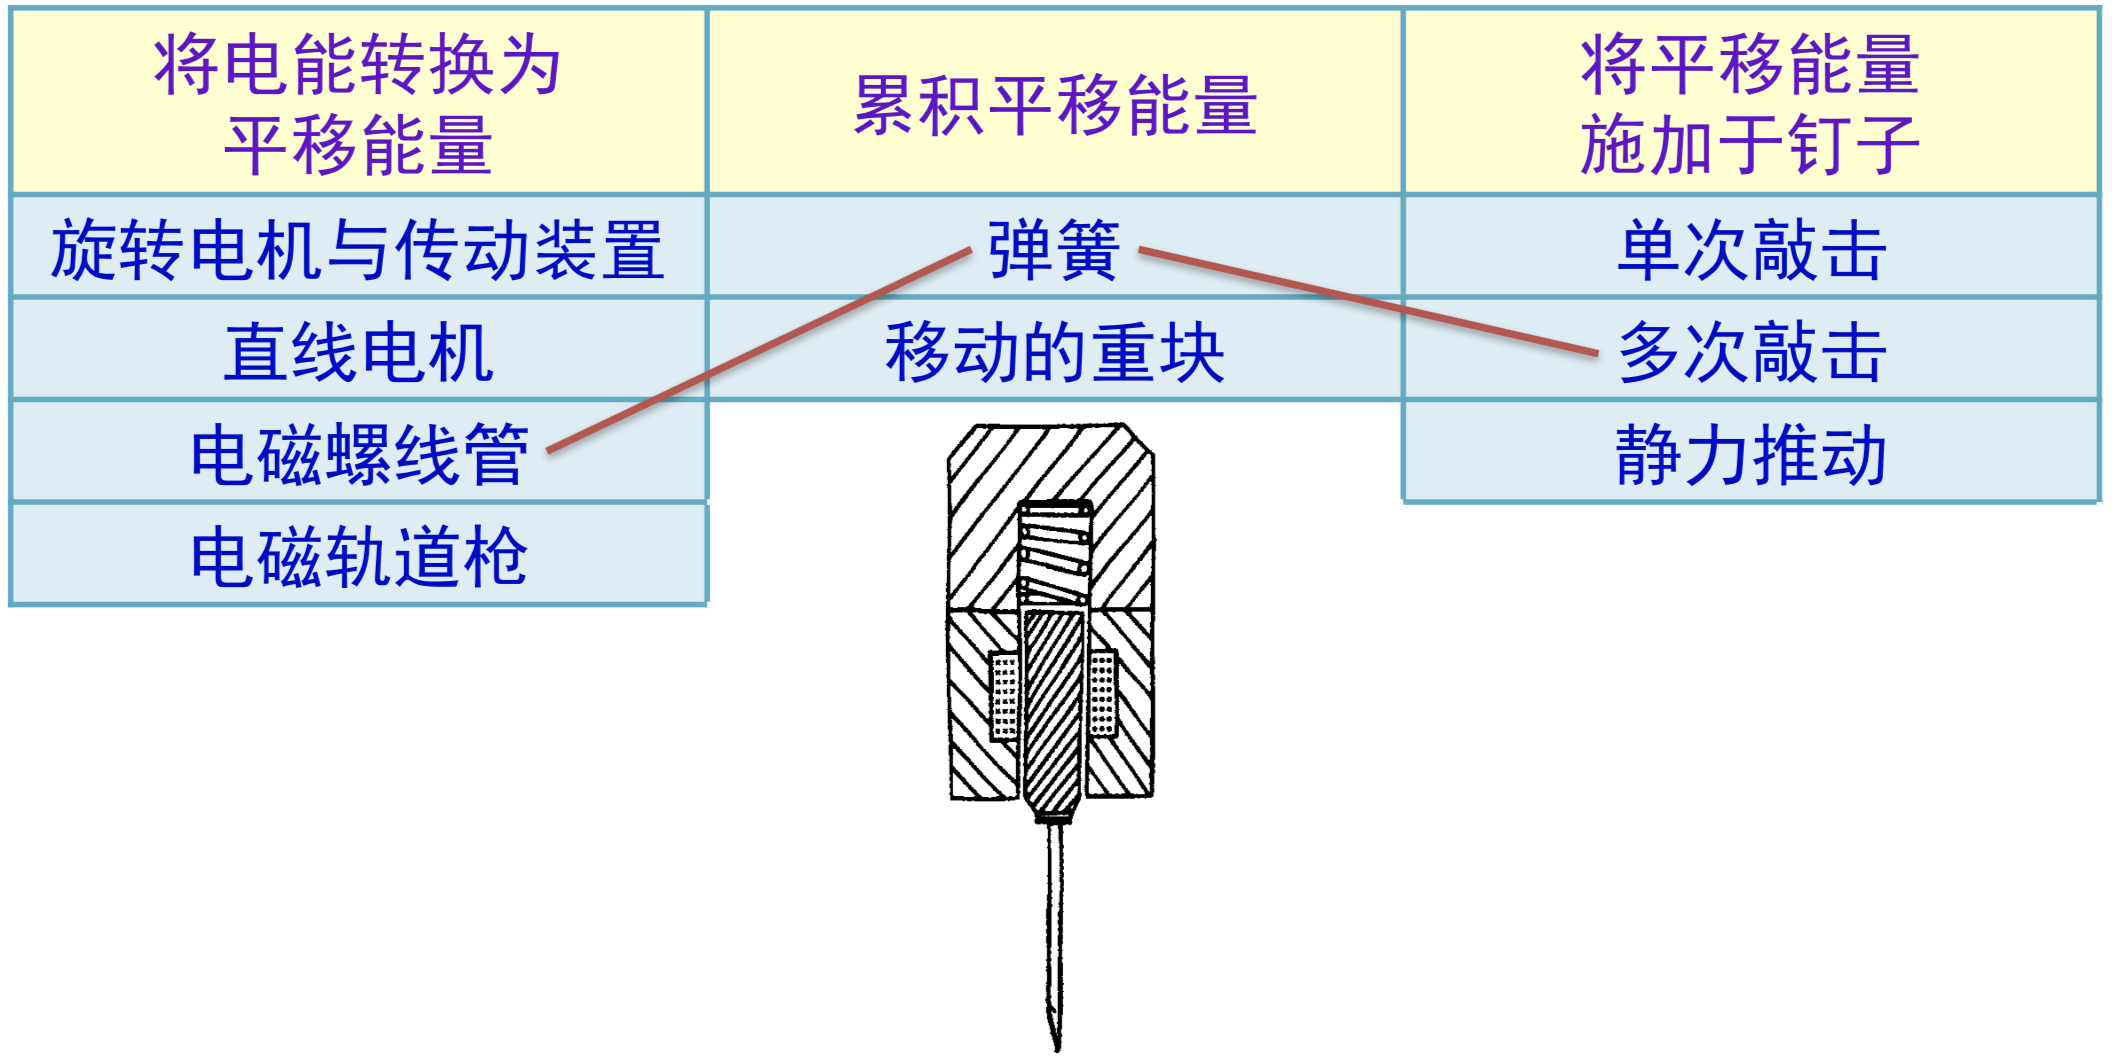 将电能转换为
平移能量
累积平移能量
将平移能量
施加于钉子
旋转电机与传动装置
弹簧
单次敲击
直线电机
移动的重块
多次敲击
电磁螺线管
静力推动
电磁轨道枪